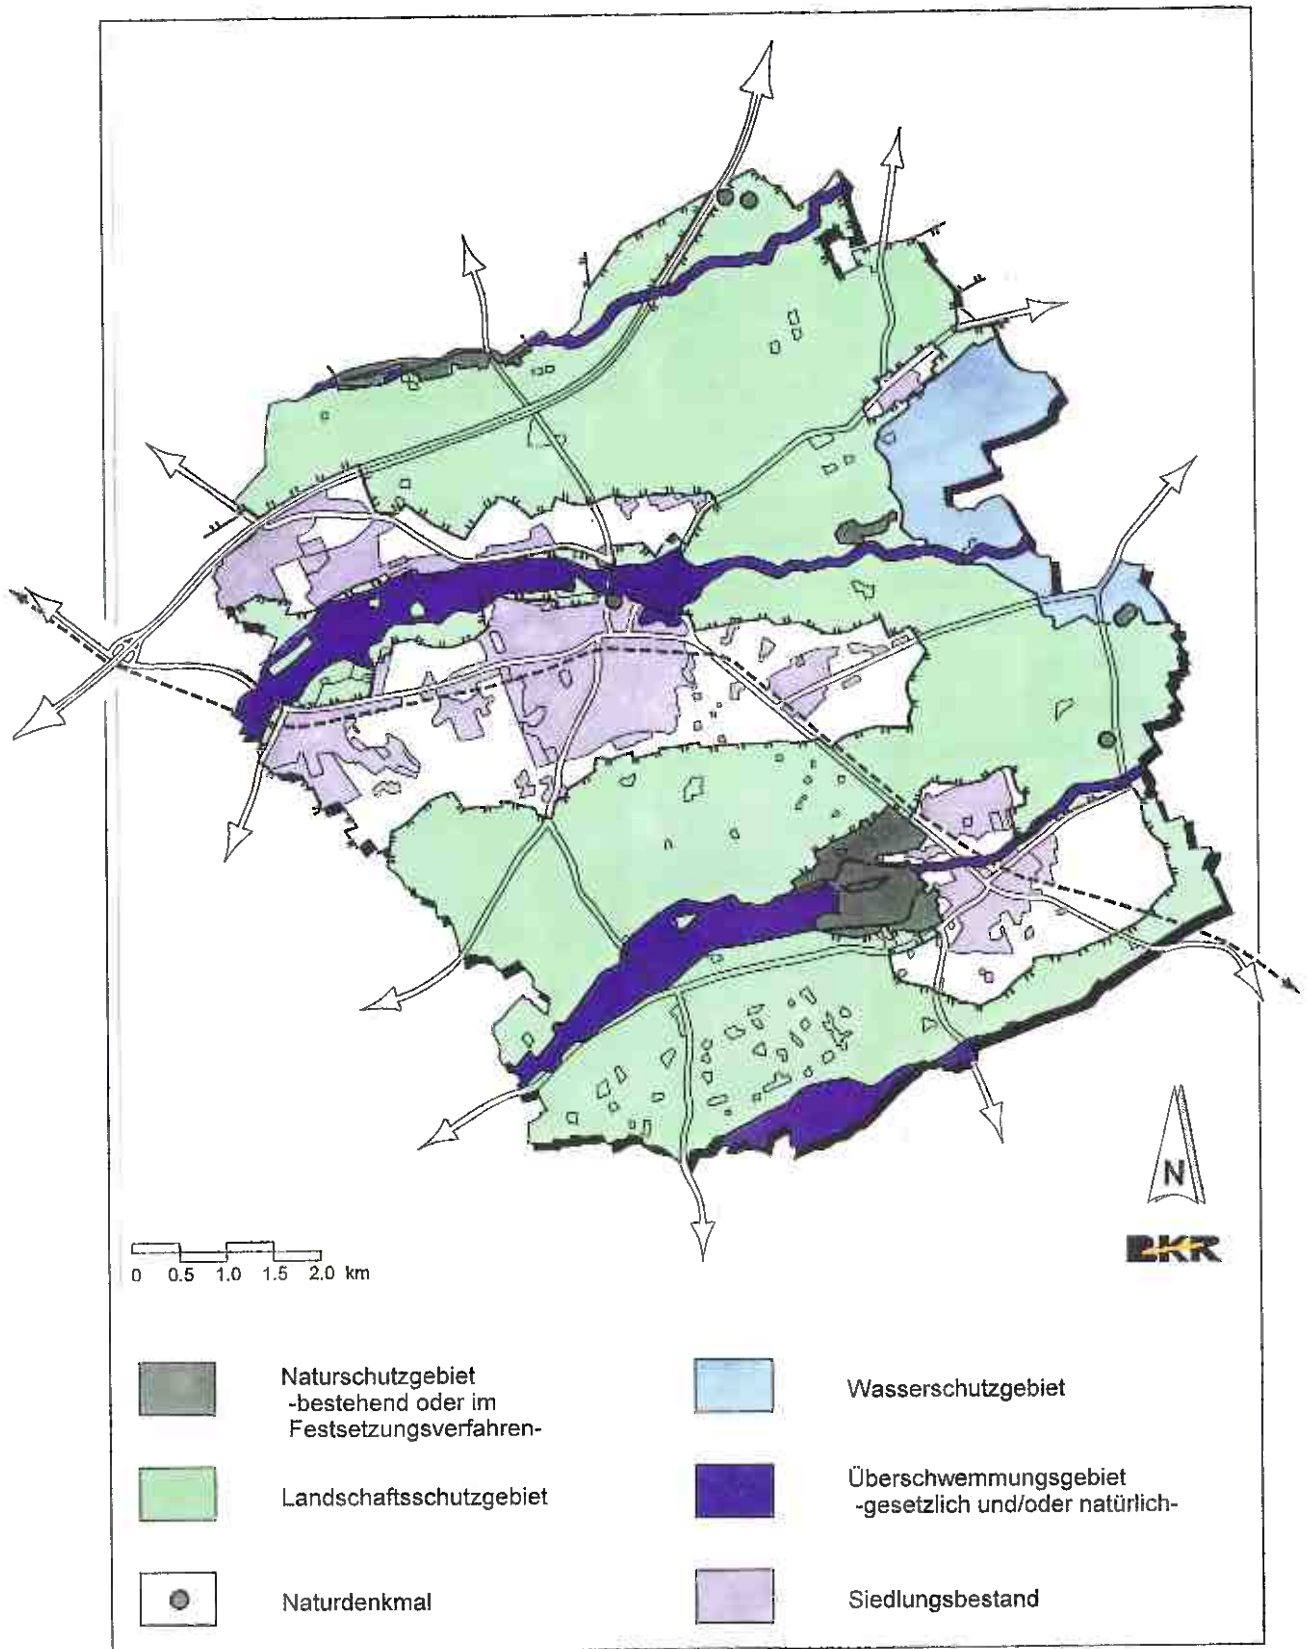 N
BKR
0 0.5 1.0 1.5 2.0 km
Naturschutzgebiet
-bestehend oder im
Festsetzungsverfahren-
Landschaftsschutzgebiet
Naturdenkmal
Wasserschutzgebiet
Überschwemmungsgebiet
-gesetzlich und/oder natürlich-
Siedlungsbestand